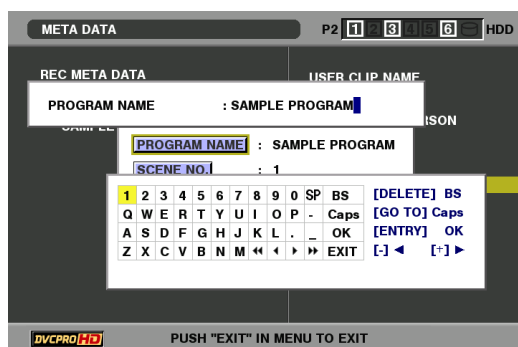 META DATA P2 1 2 3 4 5 6 HDD
REC META DATA USER CLIP NAME
PROGRAM NAME : SAMPLE PROGRAM
PROGRAM NAME : SAMPLE PROGRAM
SCENE NO. : 1
1 2 3 4 5 6 7 8 9 0 SP BS [DELETE] BS
Q W E R T Y U I O P - Caps [GO TO] Caps
A S D F G H J K L . _ OK [ENTRY] OK
Z X C V B N M ◀◀ ◀ ▶ ▶▶ EXIT [-] ◀ [+] ▶
DVCPRO HD PUSH "EXIT" IN MENU TO EXIT